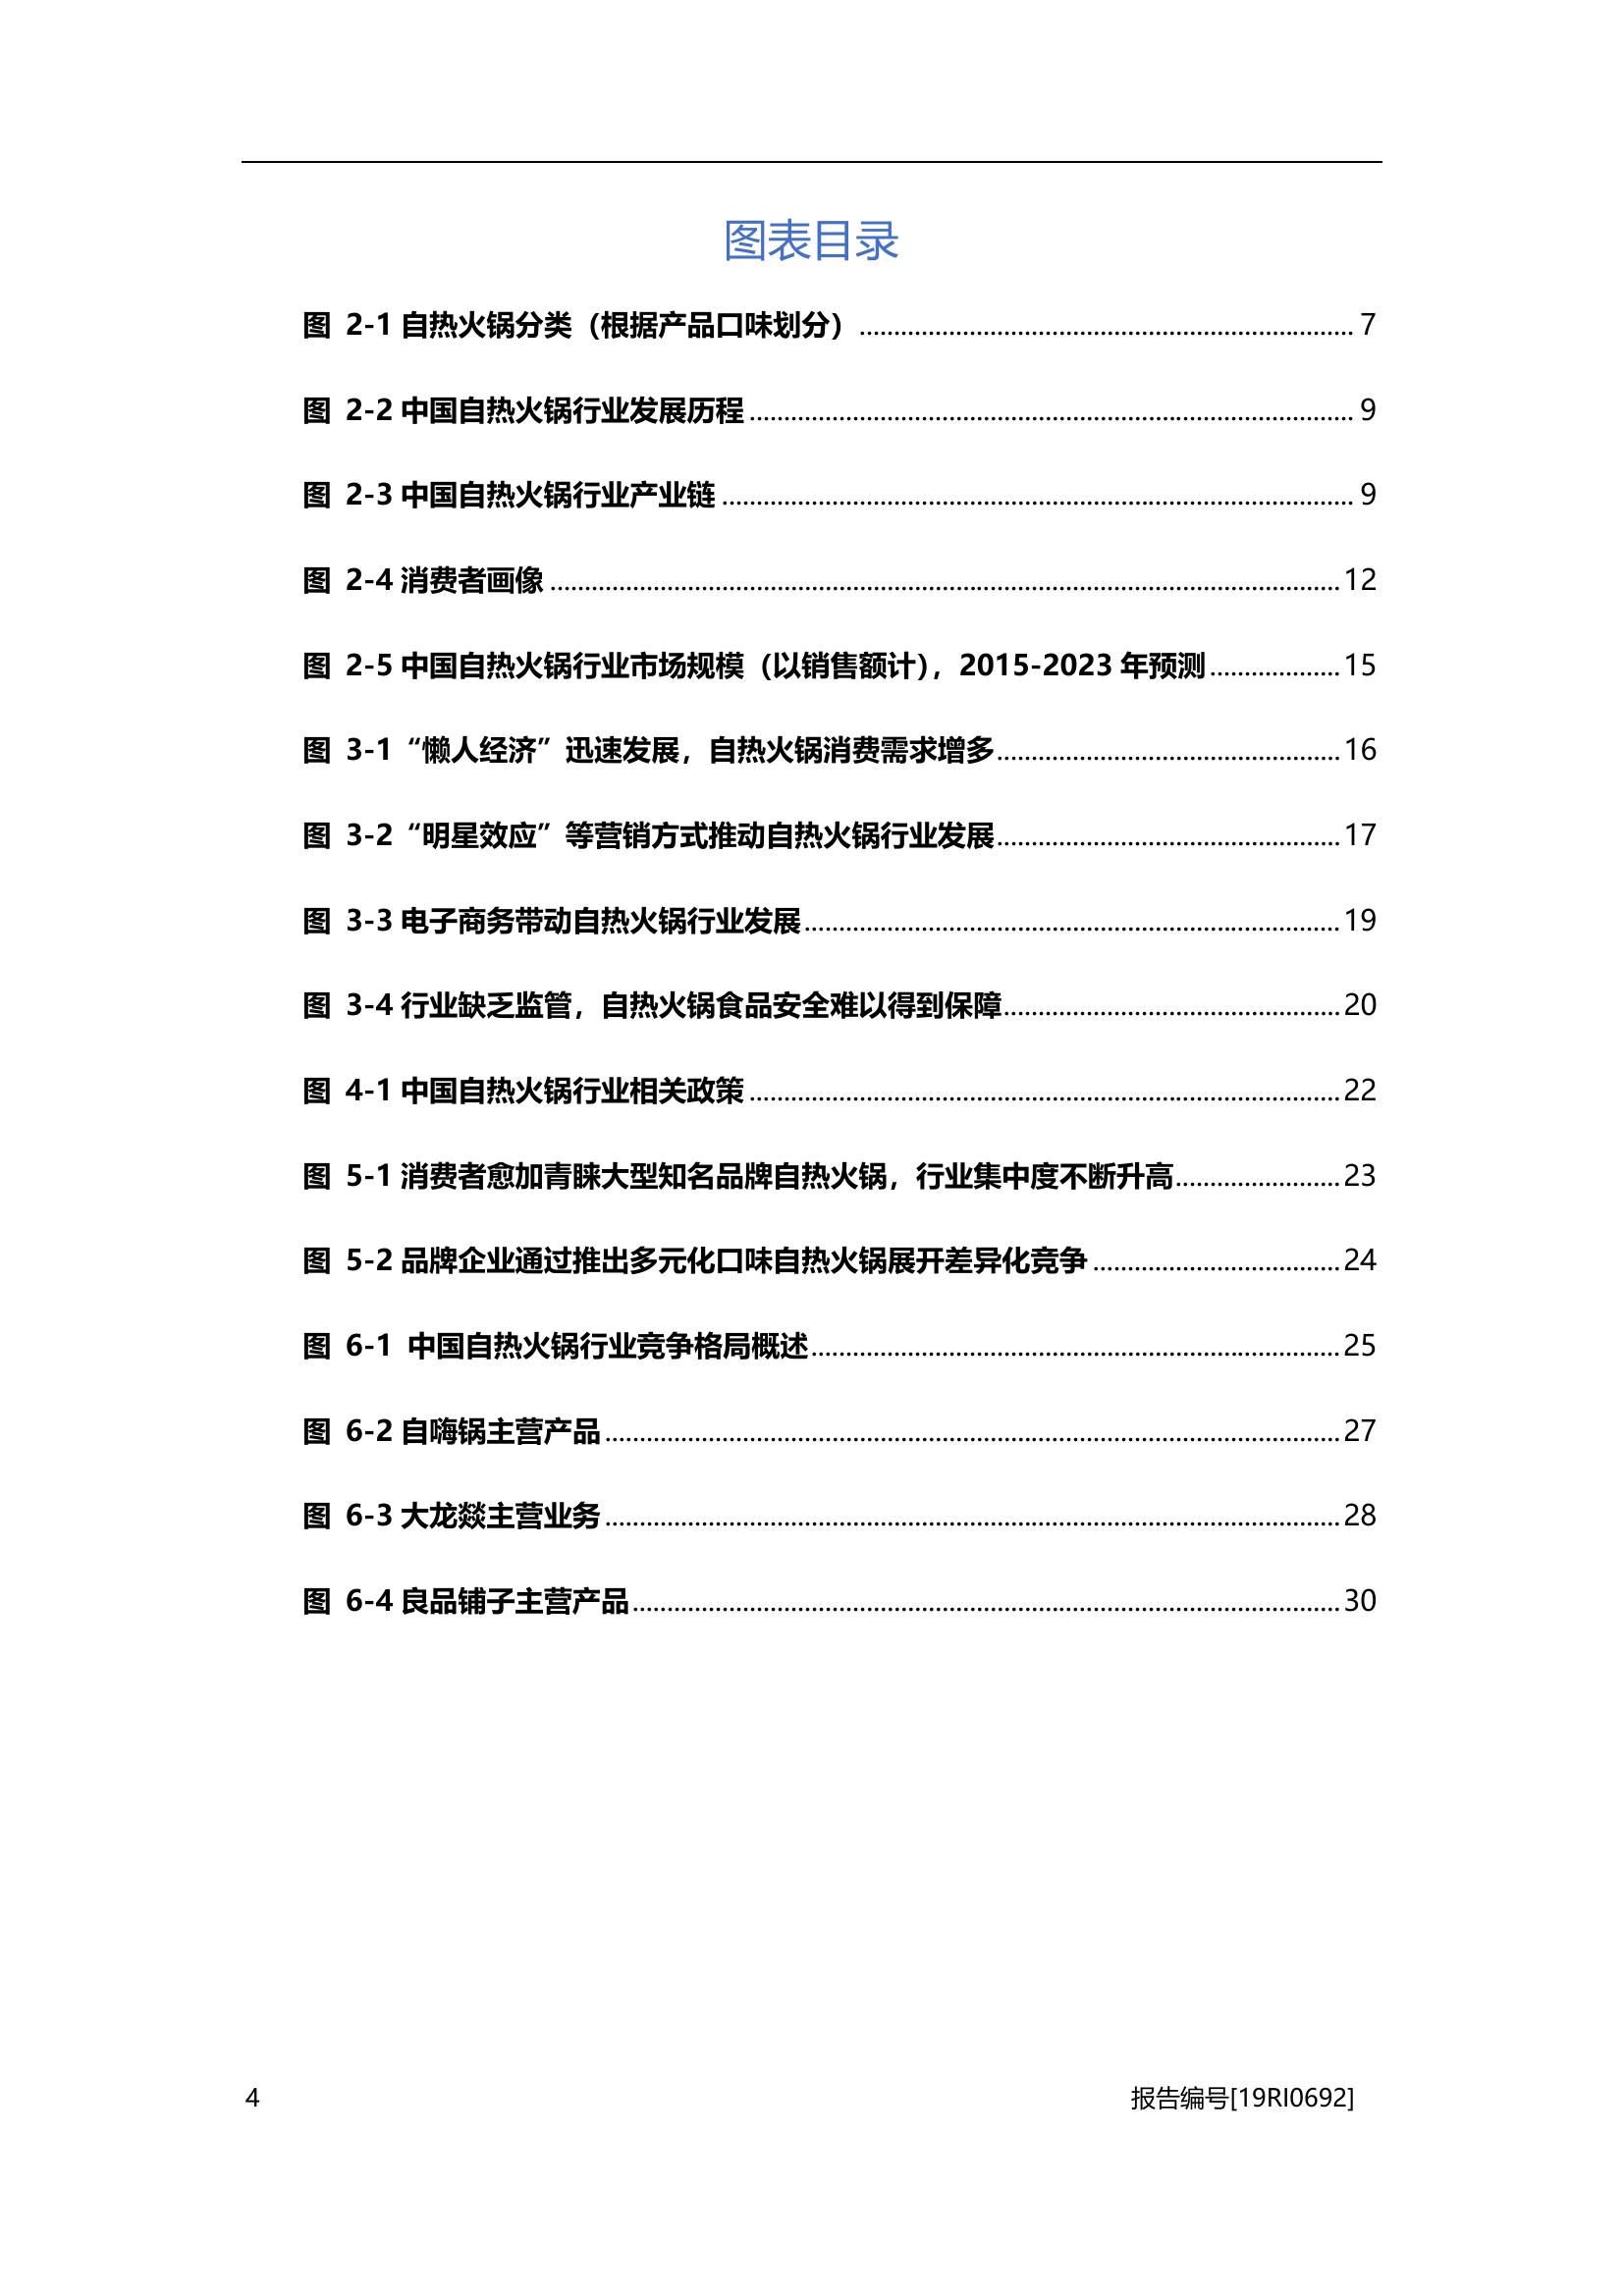 图表目录
图 2-1 自热火锅分类（根据产品口味划分） ........................................................................ 7
图 2-2 中国自热火锅行业发展历程 ........................................................................................ 9
图 2-3 中国自热火锅行业产业链 ............................................................................................ 9
图 2-4 消费者画像 ................................................................................................................... 12
图 2-5 中国自热火锅行业市场规模（以销售额计），2015-2023 年预测 ................... 15
图 3-1 “懒人经济”迅速发展，自热火锅消费需求增多 .................................................. 16
图 3-2 “明星效应”等营销方式推动自热火锅行业发展 .................................................. 17
图 3-3 电子商务带动自热火锅行业发展 .............................................................................. 19
图 3-4 行业缺乏监管，自热火锅食品安全难以得到保障 ................................................. 20
图 4-1 中国自热火锅行业相关政策 ...................................................................................... 22
图 5-1 消费者愈加青睐大型知名品牌自热火锅，行业集中度不断升高 ........................ 23
图 5-2 品牌企业通过推出多元化口味自热火锅展开差异化竞争 .................................... 24
图 6-1 中国自热火锅行业竞争格局概述 ............................................................................. 25
图 6-2 自嗨锅主营产品 ........................................................................................................... 27
图 6-3 大龙燚主营业务 ........................................................................................................... 28
图 6-4 良品铺子主营产品 ....................................................................................................... 30
4 报告编号[19RI0692]